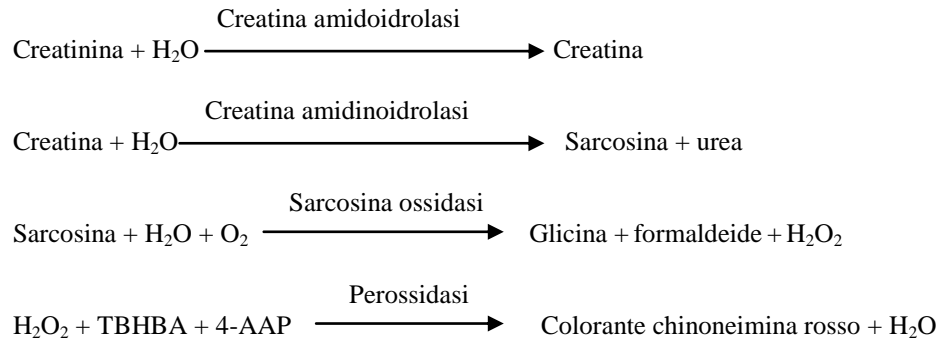 Creatina amidoidrolasi
Creatinina + H₂O Creatina
Creatina amidinoidrolasi
Creatina + H₂O Sarcosina + urea
Sarcosina ossidasi
Sarcosina + H₂O + O₂ Glicina + formaldeide + H₂O₂
Perossidasi
H₂O₂ + TBHBA + 4-AAP Colorante chinoneimina rosso + H₂O